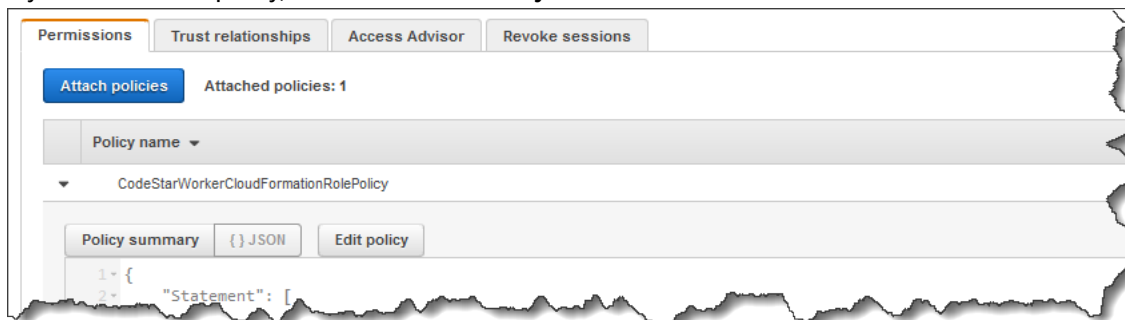 Permissions Trust relationships Access Advisor Revoke sessions
Attach policies Attached policies: 1
Policy name
CodeStarWorkerCloudFormationRolePolicy
Policy summary { } JSON Edit policy
1 {
2 "Statement": [